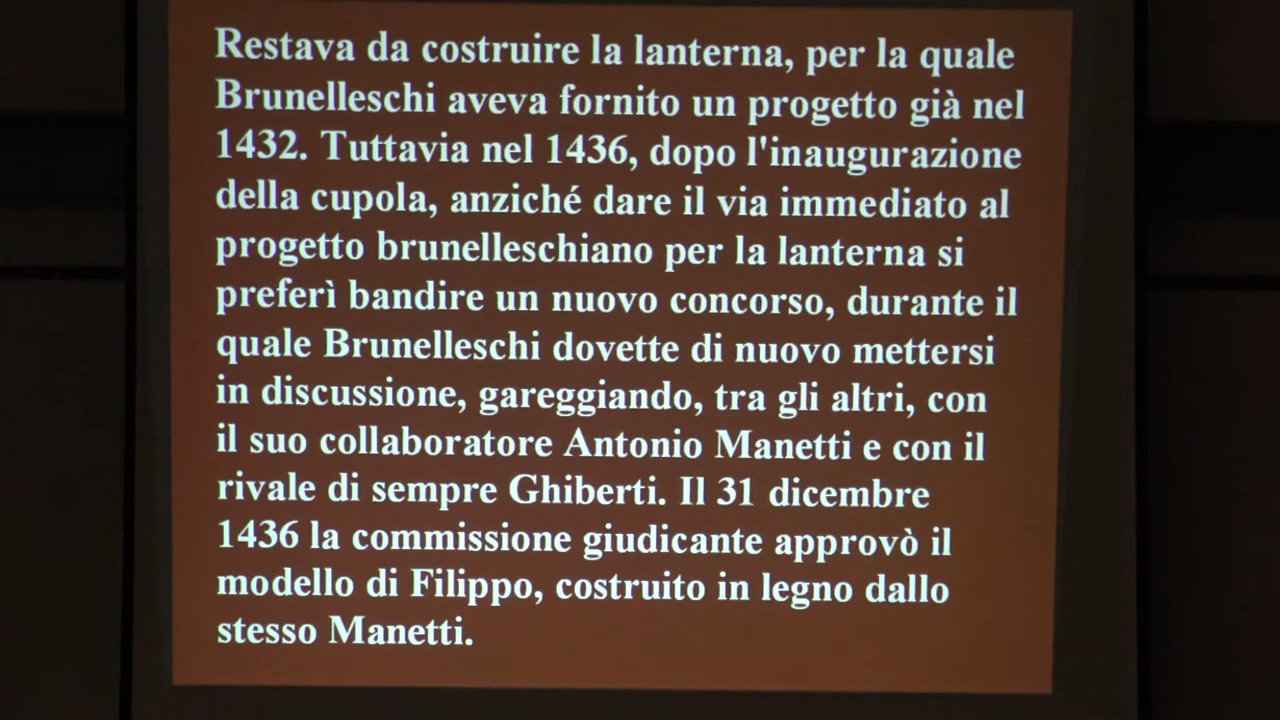 Restava da costruire la lanterna, per la quale
Brunelleschi aveva fornito un progetto già nel
1432. Tuttavia nel 1436, dopo l'inaugurazione
della cupola, anziché dare il via immediato al
progetto brunelleschiano per la lanterna si
preferì bandire un nuovo concorso, durante il
quale Brunelleschi dovette di nuovo mettersi
in discussione, gareggiando, tra gli altri, con
il suo collaboratore Antonio Manetti e con il
rivale di sempre Ghiberti. Il 31 dicembre
1436 la commissione giudicante approvò il
modello di Filippo, costruito in legno dallo
stesso Manetti.